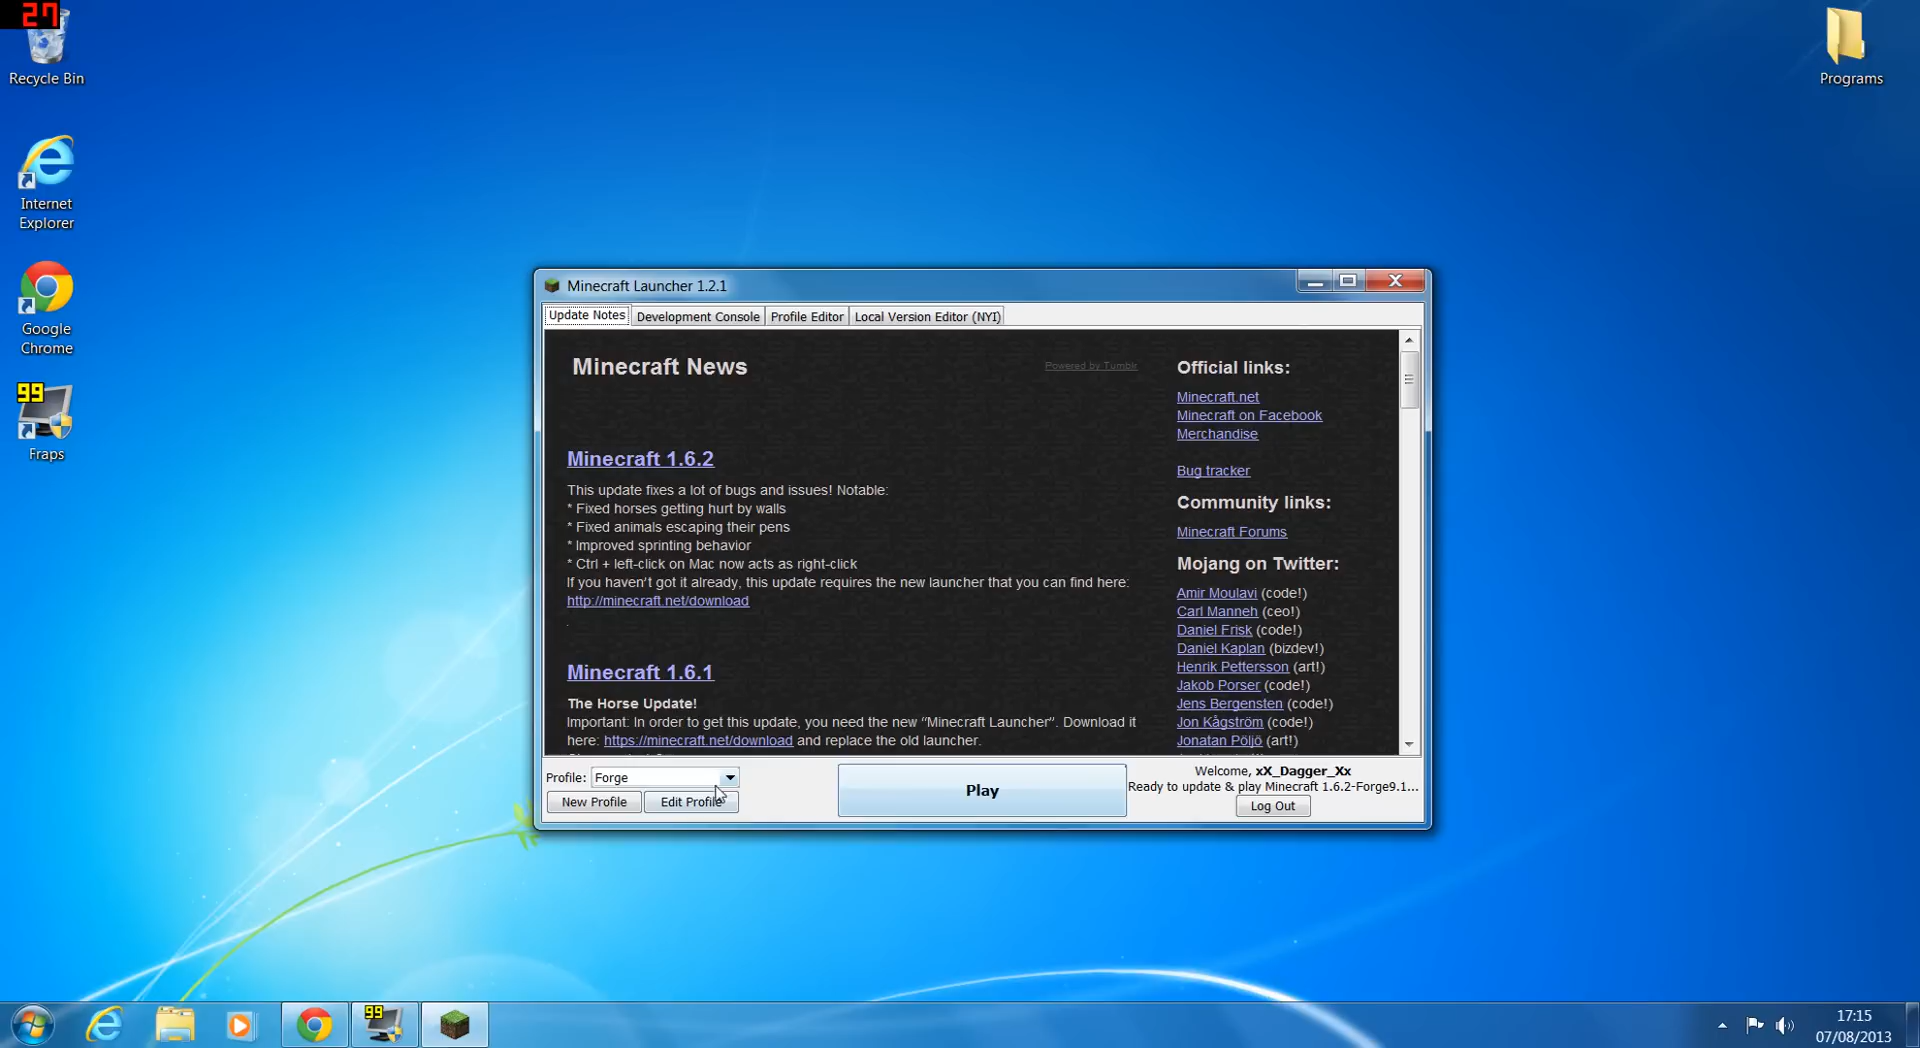 27
Recycle Bin
Internet
Explorer
Google
Chrome
99
Fraps
Programs
Minecraft Launcher 1.2.1
Update Notes
Development Console
Profile Editor
Local Version Editor (NYI)
Minecraft News
Powered by Tumblr
Minecraft 1.6.2
This update fixes a lot of bugs and issues! Notable:
* Fixed horses getting hurt by walls
* Fixed animals escaping their pens
* Improved sprinting behavior
* Ctrl + left-click on Mac now acts as right-click
If you haven't got it already, this update requires the new launcher that you can find here:
http://minecraft.net/download
.
Minecraft 1.6.1
The Horse Update!
Important: In order to get this update, you need the new “Minecraft Launcher”. Download it
here: https://minecraft.net/download and replace the old launcher.
Official links:
Minecraft.net
Minecraft on Facebook
Merchandise
Bug tracker
Community links:
Minecraft Forums
Mojang on Twitter:
Amir Moulavi (code!)
Carl Manneh (ceo!)
Daniel Frisk (code!)
Daniel Kaplan (bizdev!)
Henrik Pettersson (art!)
Jakob Porser (code!)
Jens Bergensten (code!)
Jon Kågström (code!)
Jonatan Pöljö (art!)
Profile: Forge
New Profile
Edit Profile
Play
Welcome, xX_Dagger_Xx
Ready to update & play Minecraft 1.6.2-Forge9.1...
Log Out
99
17:15
07/08/2013